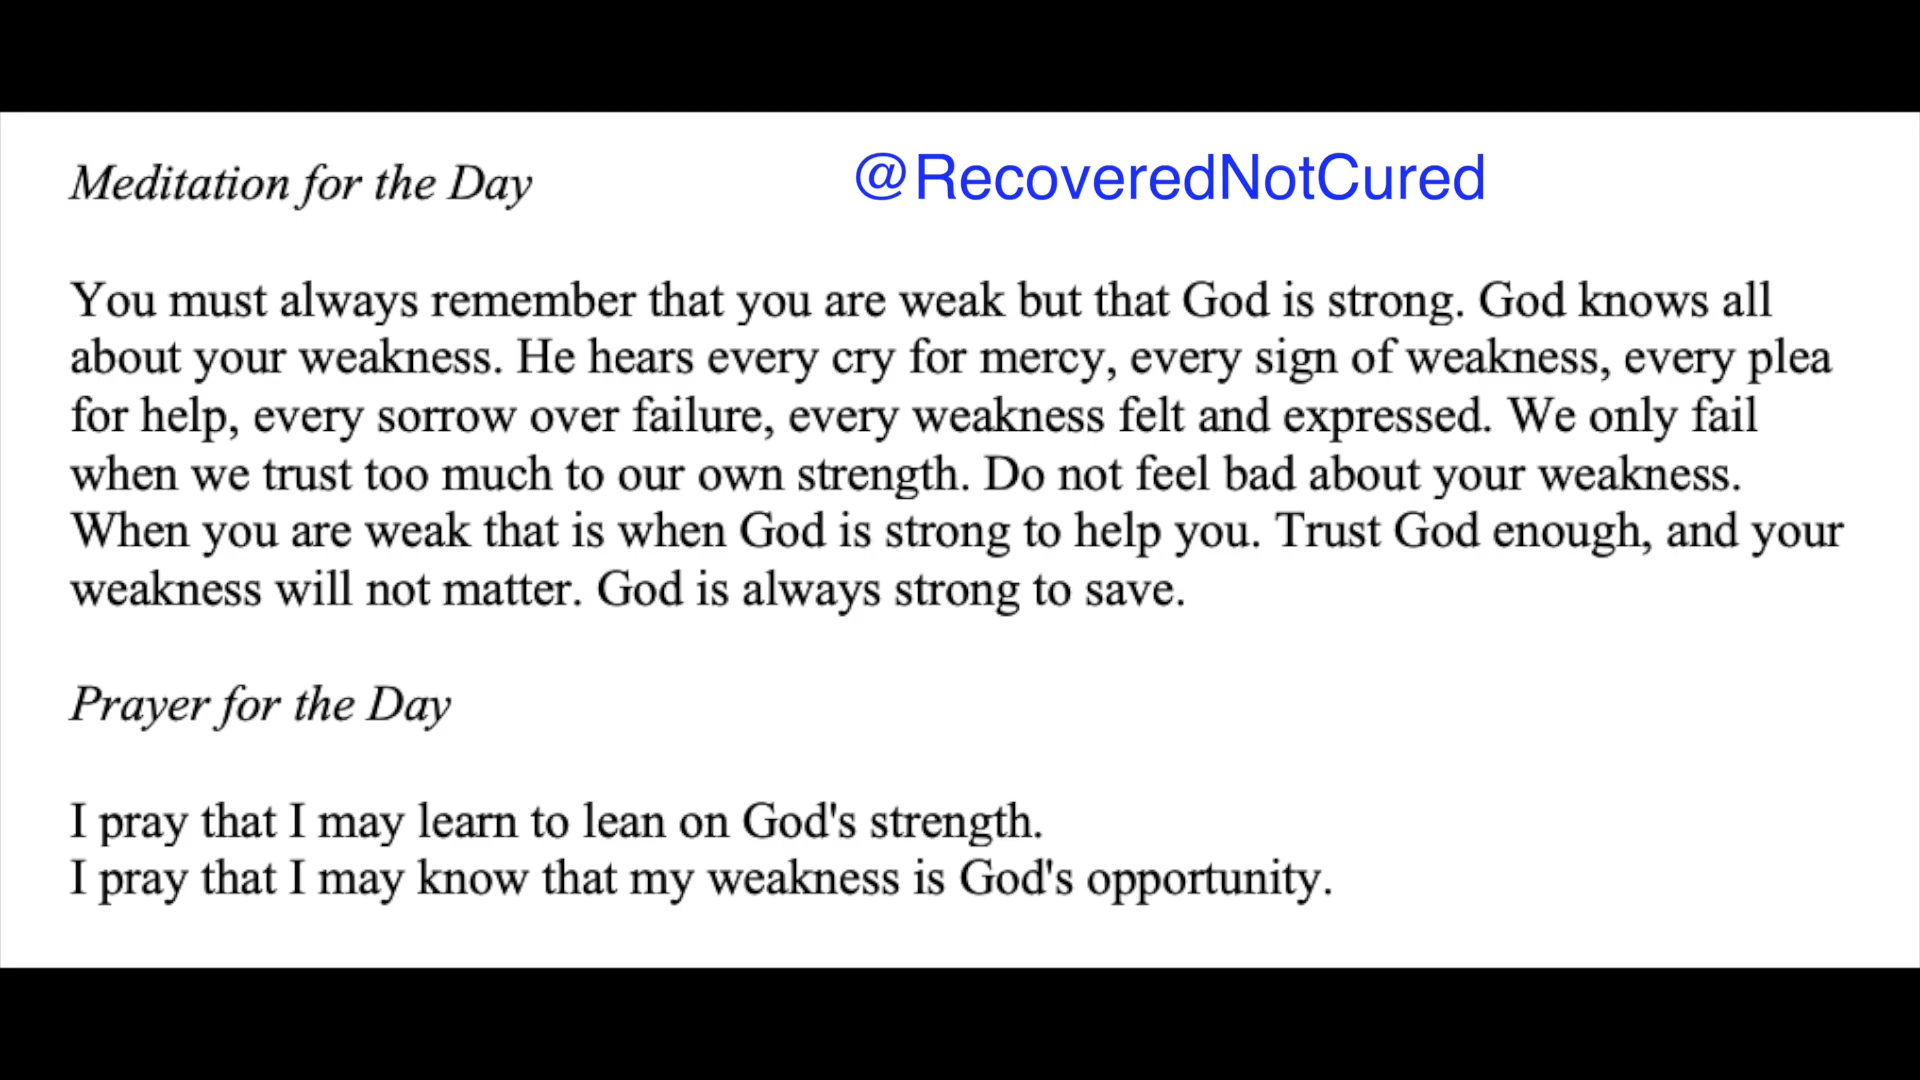 Meditation for the Day
@RecoveredNotCured
You must always remember that you are weak but that God is strong. God knows all
about your weakness. He hears every cry for mercy, every sign of weakness, every plea
for help, every sorrow over failure, every weakness felt and expressed. We only fail
when we trust too much to our own strength. Do not feel bad about your weakness.
When you are weak that is when God is strong to help you. Trust God enough, and your
weakness will not matter. God is always strong to save.
Prayer for the Day
I pray that I may learn to lean on God's strength.
I pray that I may know that my weakness is God's opportunity.